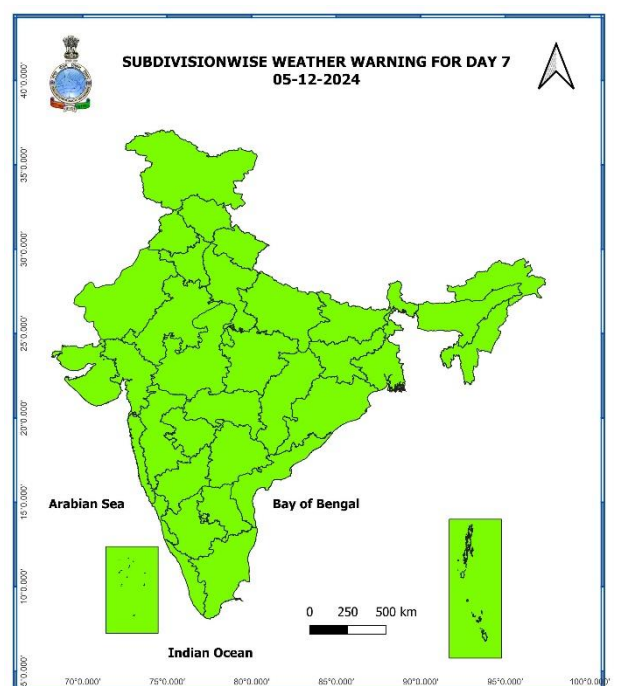 SUBDIVISIONWISE WEATHER WARNING FOR DAY 7
05-12-2024
40°0.000'
35°0.000'
30°0.000'
25°0.000'
20°0.000'
15°0.000'
10°0.000'
5°0.000'
Arabian Sea
Bay of Bengal
0 250 500 km
Indian Ocean
70°0.000' 75°0.000' 80°0.000' 85°0.000' 90°0.000' 95°0.000' 100°0.000'